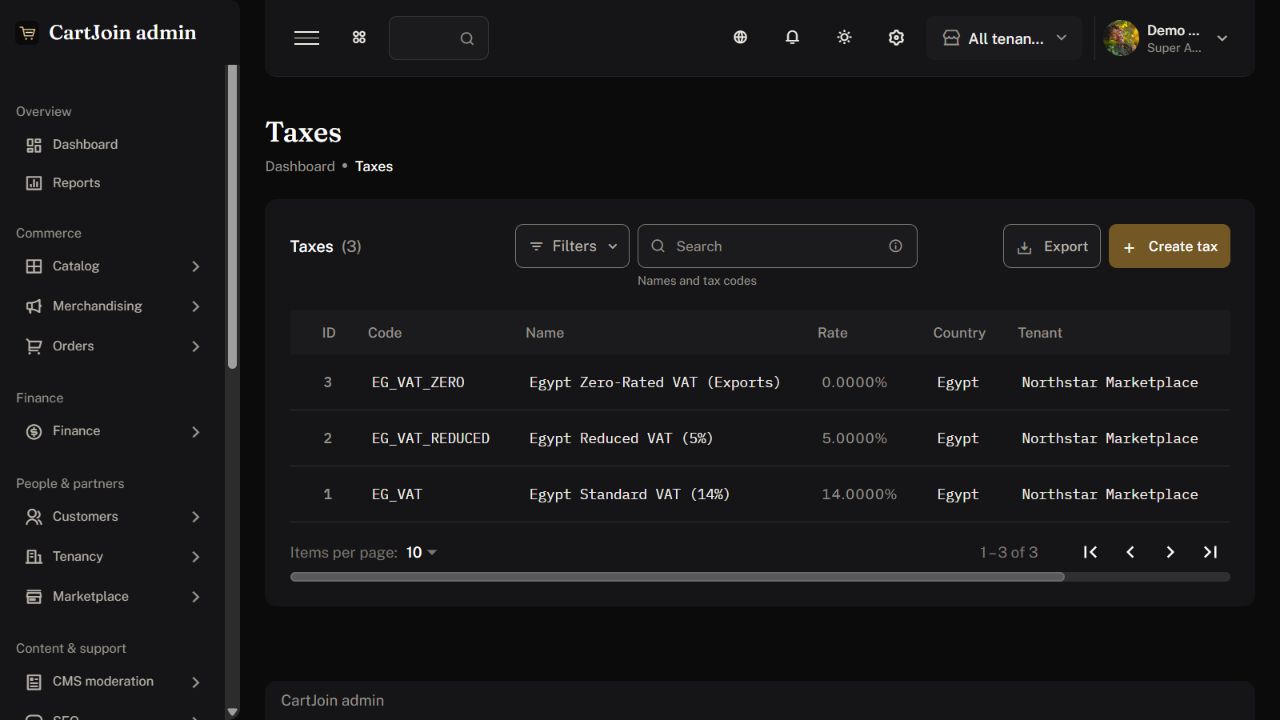 CartJoin admin
All tenan...
Demo ...
Super A...
Overview
Dashboard
Reports
Commerce
Catalog
Merchandising
Orders
Finance
Finance
People & partners
Customers
Tenancy
Marketplace
Content & support
CMS moderation
SEO
Taxes
Dashboard • Taxes
Taxes (3)
Filters
Search
Export
+ Create tax
Names and tax codes
ID Code Name Rate Country Tenant
3 EG_VAT_ZERO Egypt Zero-Rated VAT (Exports) 0.0000% Egypt Northstar Marketplace
2 EG_VAT_REDUCED Egypt Reduced VAT (5%) 5.0000% Egypt Northstar Marketplace
1 EG_VAT Egypt Standard VAT (14%) 14.0000% Egypt Northstar Marketplace
Items per page: 10
1–3 of 3
CartJoin admin